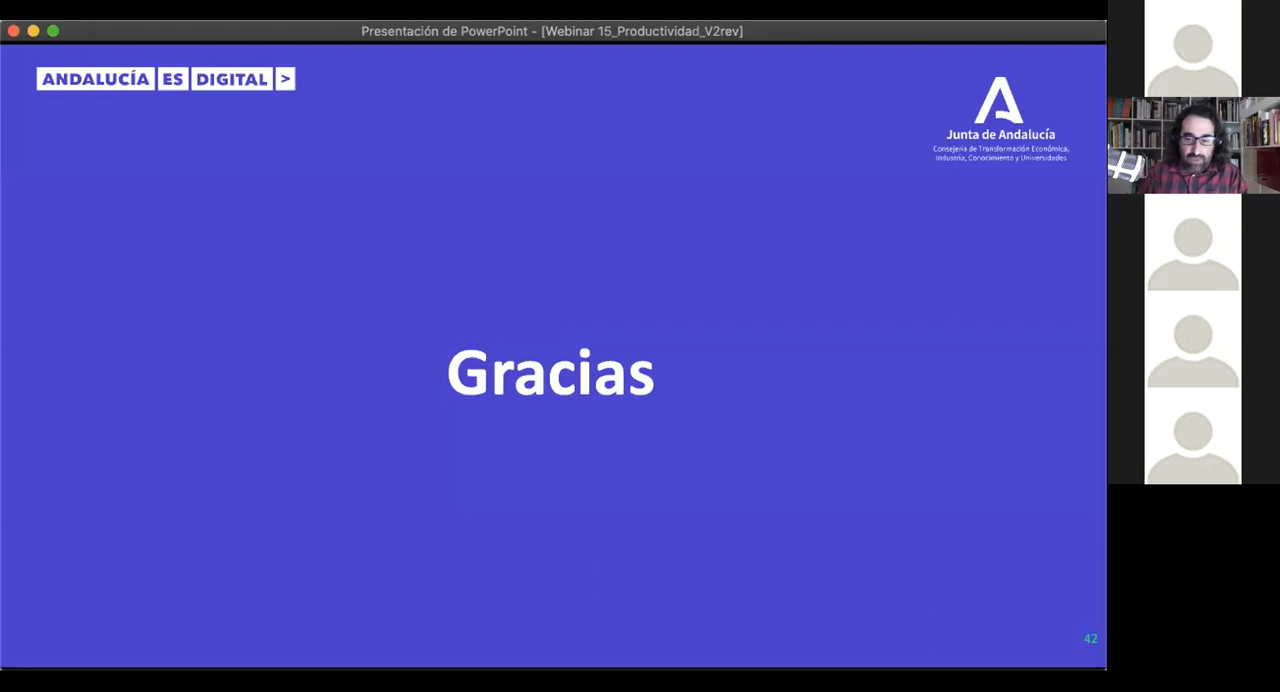 Presentación de PowerPoint - [Webinar 15_Productividad_V2rev]
ANDALUCÍA ES DIGITAL >
Junta de Andalucía
Consejería de Transformación Económica,
Industria, Conocimiento y Universidades
Gracias
42